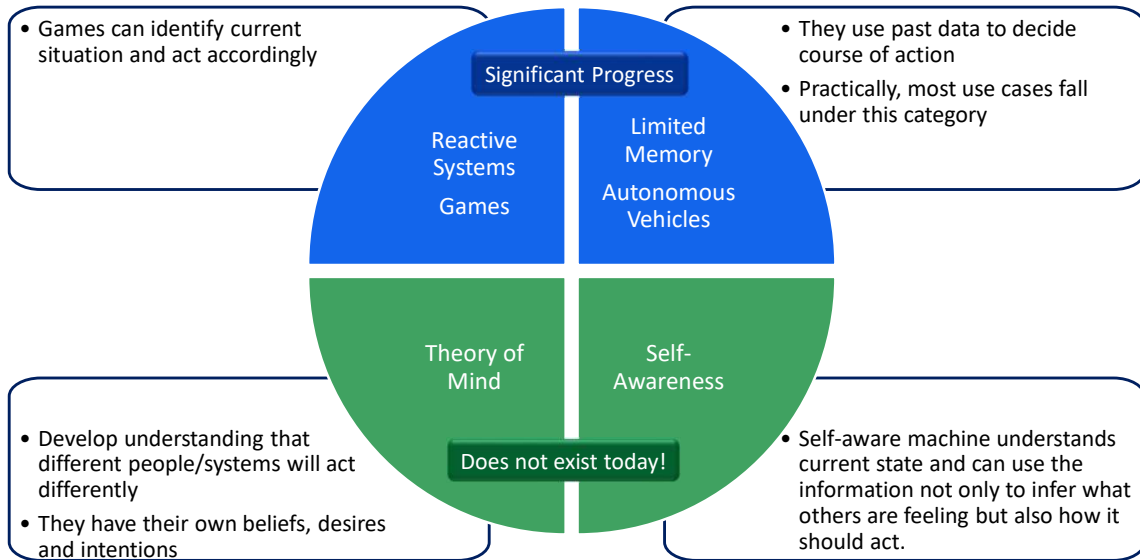 • Games can identify current
situation and act accordingly
• They use past data to decide
course of action
• Practically, most use cases fall
under this category
Significant Progress
Reactive
Systems
Games
Limited
Memory
Autonomous
Vehicles
Theory of
Mind
Self-
Awareness
Does not exist today!
• Develop understanding that
different people/systems will act
differently
• They have their own beliefs, desires
and intentions
• Self-aware machine understands
current state and can use the
information not only to infer what
others are feeling but also how it
should act.